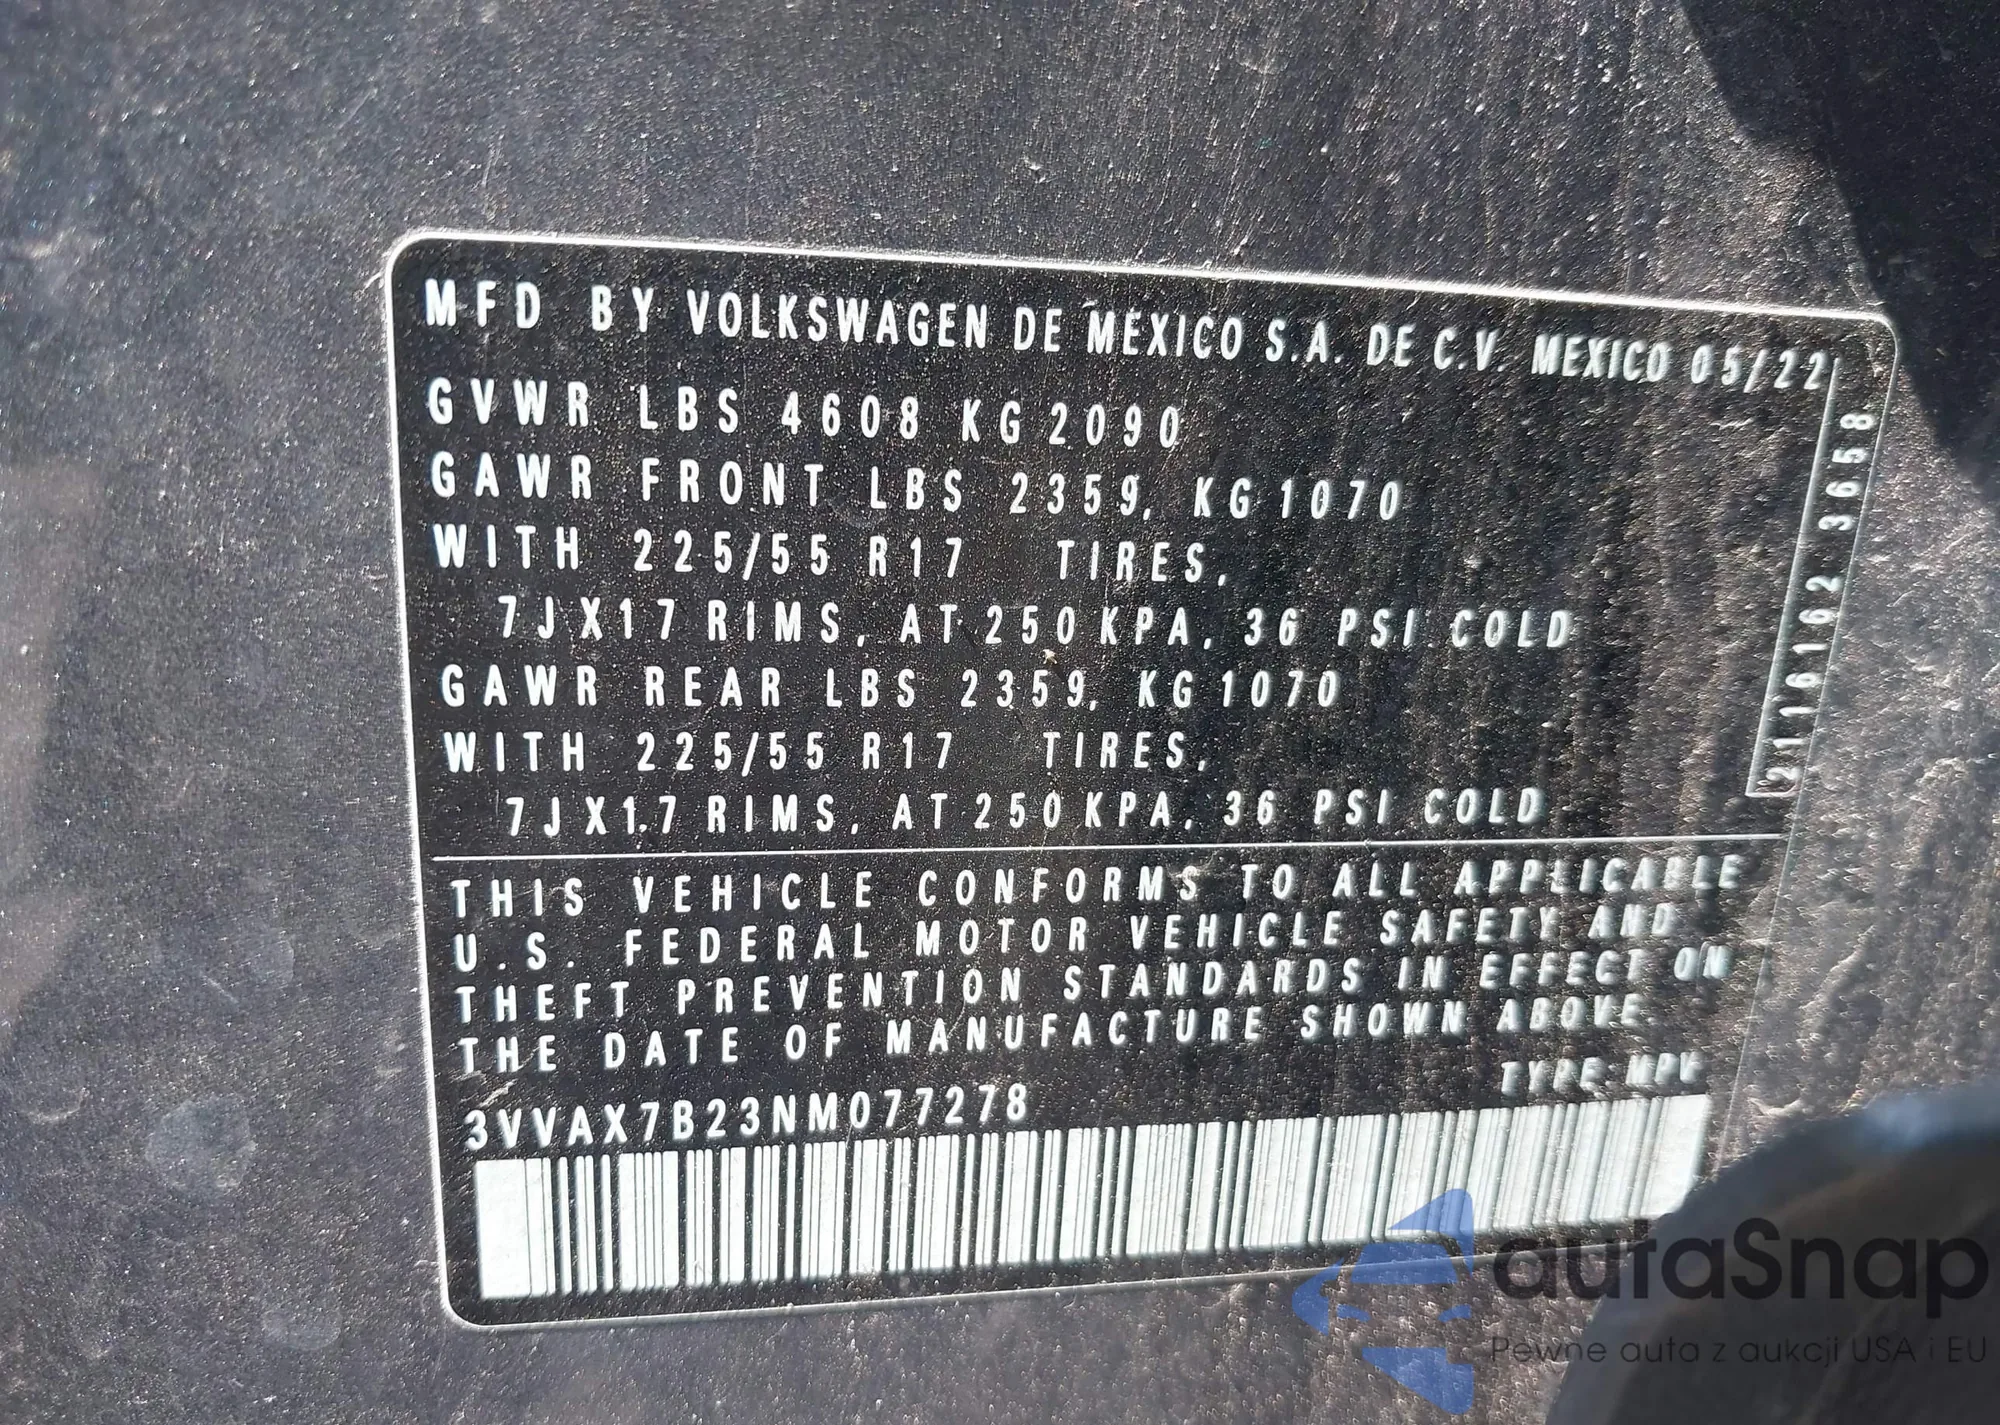 MFD BY VOLKSWAGEN DE MEXICO S.A. DE C.V. MEXICO 05/22
GVWR LBS 4608 KG 2090
GAWR FRONT LBS 2359, KG 1070
WITH 225/55 R17 TIRES,
7JX17 RIMS, AT 250 KPA, 36 PSI COLD
GAWR REAR LBS 2359, KG 1070
WITH 225/55 R17 TIRES,
7JX17 RIMS, AT 250 KPA, 36 PSI COLD
2116162 3658
THIS VEHICLE CONFORMS TO ALL APPLICABLE
U.S. FEDERAL MOTOR VEHICLE SAFETY AND
THEFT PREVENTION STANDARDS IN EFFECT ON
THE DATE OF MANUFACTURE SHOWN ABOVE.
TYPE: MPV
3VVAX7B23NM077278
autaSnap
Pewne auta z aukcji USA i EU